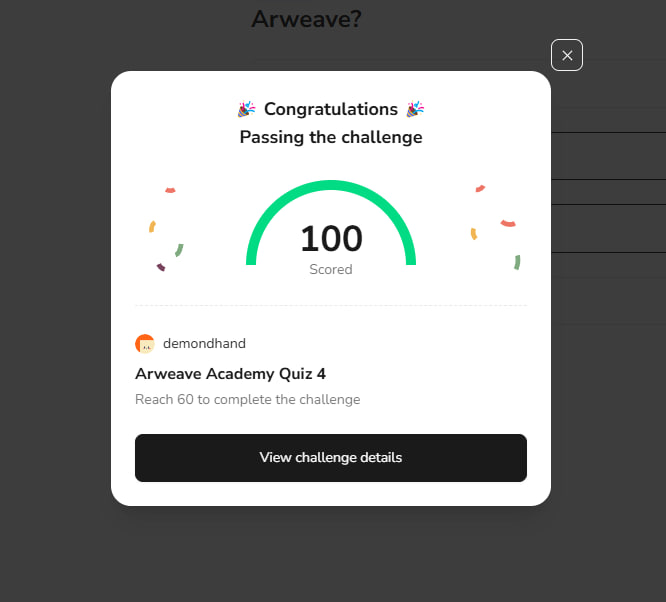 Arweave?
🎉 Congratulations 🎉
Passing the challenge
100
Scored
demondhand
Arweave Academy Quiz 4
Reach 60 to complete the challenge
View challenge details